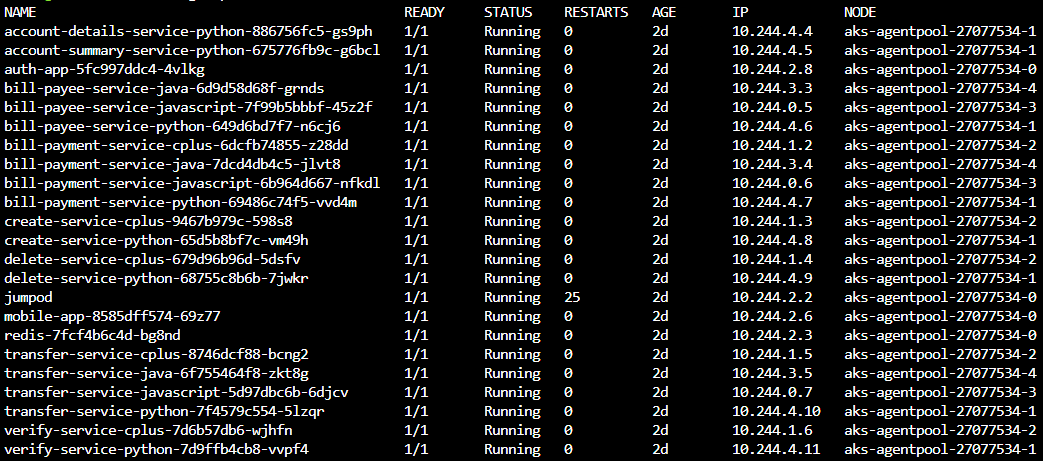 NAME READY STATUS RESTARTS AGE IP NODE
account-details-service-python-886756fc5-gs9ph 1/1 Running 0 2d 10.244.4.4 aks-agentpool-27077534-1
account-summary-service-python-675776fb9c-g6bcl 1/1 Running 0 2d 10.244.4.5 aks-agentpool-27077534-1
auth-app-5fc997ddc4-4vlkg 1/1 Running 0 2d 10.244.2.8 aks-agentpool-27077534-0
bill-payee-service-java-6d9d58d68f-grnds 1/1 Running 0 2d 10.244.3.3 aks-agentpool-27077534-4
bill-payee-service-javascript-7f99b5bbbf-45z2f 1/1 Running 0 2d 10.244.0.5 aks-agentpool-27077534-3
bill-payee-service-python-649d6bd7f7-n6cj6 1/1 Running 0 2d 10.244.4.6 aks-agentpool-27077534-1
bill-payment-service-cplus-6dcfb74855-z28dd 1/1 Running 0 2d 10.244.1.2 aks-agentpool-27077534-2
bill-payment-service-java-7dcd4db4c5-jlvt8 1/1 Running 0 2d 10.244.3.4 aks-agentpool-27077534-4
bill-payment-service-javascript-6b964d667-nfkdl 1/1 Running 0 2d 10.244.0.6 aks-agentpool-27077534-3
bill-payment-service-python-69486c74f5-vvd4m 1/1 Running 0 2d 10.244.4.7 aks-agentpool-27077534-1
create-service-cplus-9467b979c-598s8 1/1 Running 0 2d 10.244.1.3 aks-agentpool-27077534-2
create-service-python-65d5b8bf7c-vm49h 1/1 Running 0 2d 10.244.4.8 aks-agentpool-27077534-1
delete-service-cplus-679d96b96d-5dsfv 1/1 Running 0 2d 10.244.1.4 aks-agentpool-27077534-2
delete-service-python-68755c8b6b-7jwkr 1/1 Running 0 2d 10.244.4.9 aks-agentpool-27077534-1
jumpod 1/1 Running 25 2d 10.244.2.2 aks-agentpool-27077534-0
mobile-app-8585dff574-69z77 1/1 Running 0 2d 10.244.2.6 aks-agentpool-27077534-0
redis-7fcf4b6c4d-bg8nd 1/1 Running 0 2d 10.244.2.3 aks-agentpool-27077534-0
transfer-service-cplus-8746dcf88-bcng2 1/1 Running 0 2d 10.244.1.5 aks-agentpool-27077534-2
transfer-service-java-6f755464f8-zkt8g 1/1 Running 0 2d 10.244.3.5 aks-agentpool-27077534-4
transfer-service-javascript-5d97dbc6b-6djcv 1/1 Running 0 2d 10.244.0.7 aks-agentpool-27077534-3
transfer-service-python-7f4579c554-5lzqr 1/1 Running 0 2d 10.244.4.10 aks-agentpool-27077534-1
verify-service-cplus-7d6b57db6-wjhfn 1/1 Running 0 2d 10.244.1.6 aks-agentpool-27077534-2
verify-service-python-7d9ffb4cb8-vvpf4 1/1 Running 0 2d 10.244.4.11 aks-agentpool-27077534-1